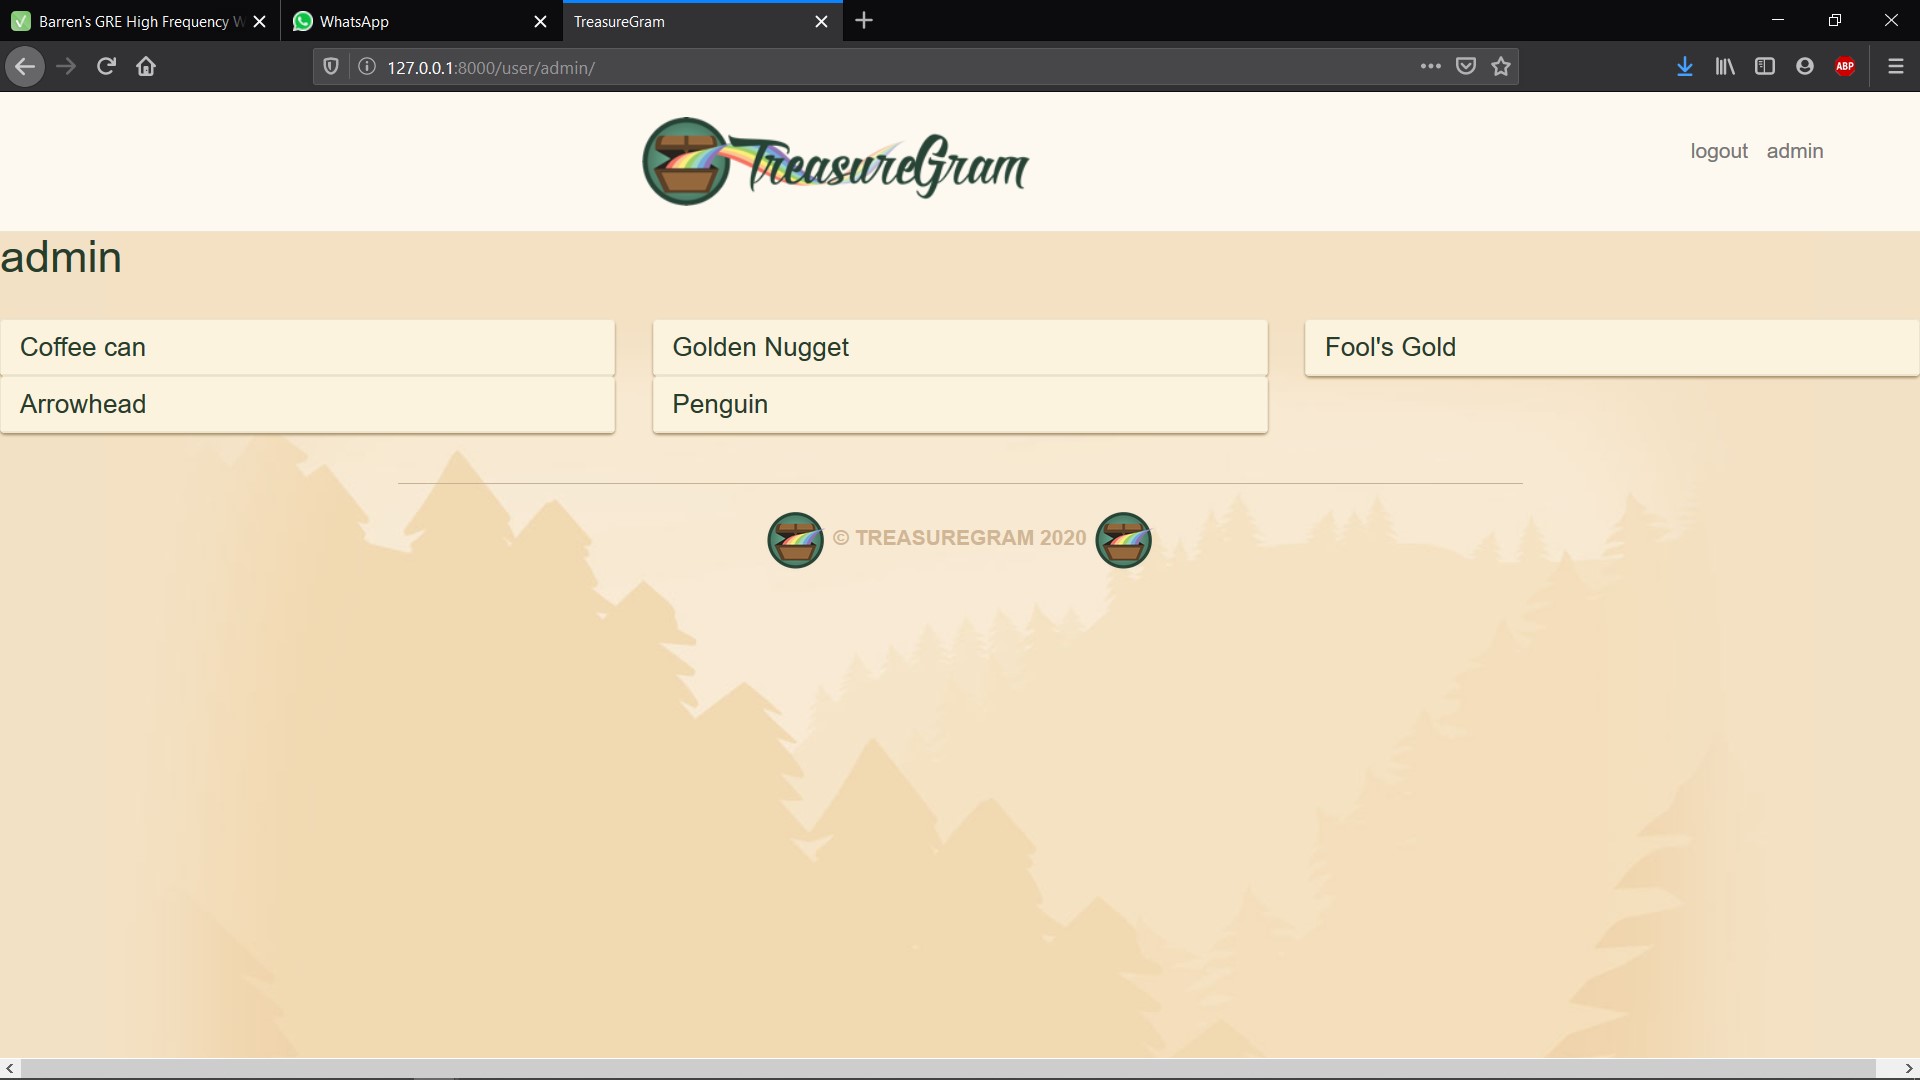 Barren's GRE High Frequency W
WhatsApp
TreasureGram
127.0.0.1:8000/user/admin/
ABP
TreasureGram
logout admin
admin
Coffee can
Golden Nugget
Fool's Gold
Arrowhead
Penguin
© TREASUREGRAM 2020